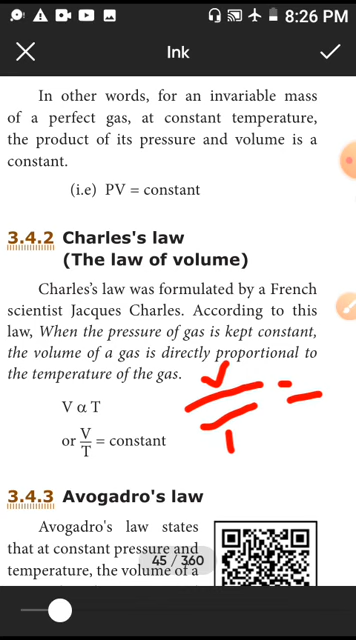 8:26 PM
Ink
In other words, for an invariable mass
of a perfect gas, at constant temperature,
the product of its pressure and volume is a
constant.
(i.e) PV = constant
3.4.2 Charles's law
(The law of volume)
Charles's law was formulated by a French
scientist Jacques Charles. According to this
law, When the pressure of gas is kept constant,
the volume of a gas is directly proportional to
the temperature of the gas.
V α T
or V/T = constant
V
=
T
3.4.3 Avogadro's law
Avogadro's law states
that at constant pressure and
temperature, the volume of a
45 / 360